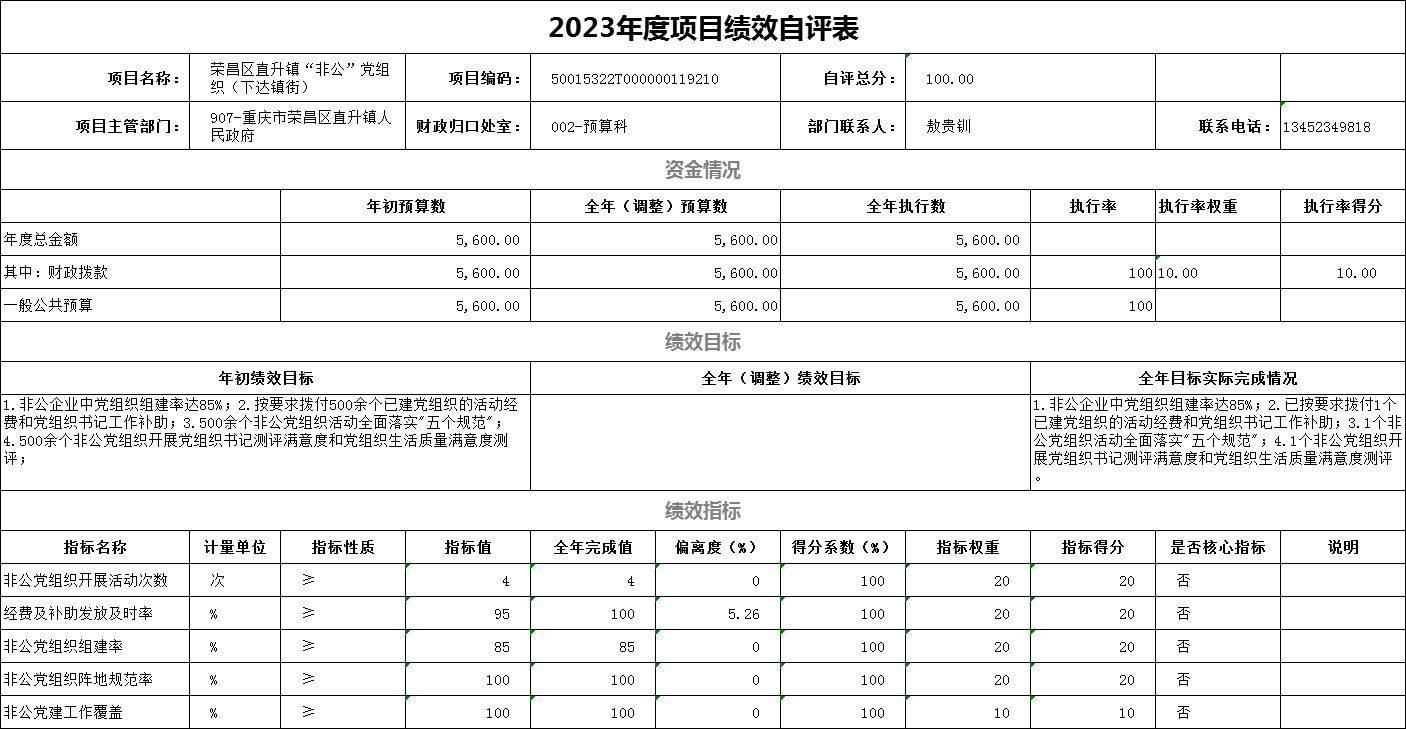 2023年度项目绩效自评表
项目名称： 荣昌区直升镇“非公”党组 项目编码： 50015322T000000119210 自评总分： 100.00
织（下达镇街）
项目主管部门： 907-重庆市荣昌区直升镇人 财政归口处室： 002-预算科 部门联系人： 敖贵钏 联系电话： 13452349818
民政府
资金情况
年初预算数 全年（调整）预算数 全年执行数 执行率 执行率权重 执行率得分
年度总金额 5,600.00 5,600.00 5,600.00
其中：财政拨款 5,600.00 5,600.00 5,600.00 100 10.00 10.00
一般公共预算 5,600.00 5,600.00 5,600.00 100
绩效目标
年初绩效目标 全年（调整）绩效目标 全年目标实际完成情况
1.非公企业中党组织组建率达85%；2.按要求拨付500余个已建党组织的活动经
费和党组织书记工作补助；3.500余个非公党组织活动全面落实"五个规范"；
4.500余个非公党组织开展党组织书记测评满意度和党组织生活质量满意度测
评；
1.非公企业中党组织组建率达85%；2.已按要求拨付1个
已建党组织的活动经费和党组织书记工作补助；3.1个非
公党组织活动全面落实"五个规范"；4.1个非公党组织开
展党组织书记测评满意度和党组织生活质量满意度测评
。
绩效指标
指标名称 计量单位 指标性质 指标值 全年完成值 偏离度（%） 得分系数（%） 指标权重 指标得分 是否核心指标 说明
非公党组织开展活动次数 次 ≥ 4 4 0 100 20 20 否
经费及补助发放及时率 % ≥ 95 100 5.26 100 20 20 否
非公党组织组建率 % ≥ 85 85 0 100 20 20 否
非公党组织阵地规范率 % ≥ 100 100 0 100 20 20 否
非公党建工作覆盖 % ≥ 100 100 0 100 10 10 否